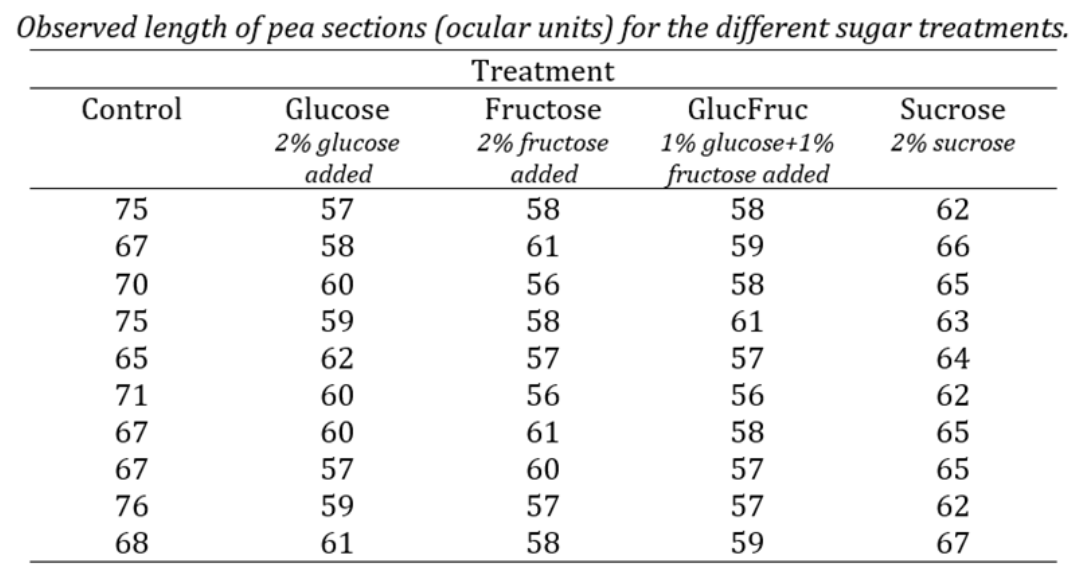 Observed length of pea sections (ocular units) for the different sugar treatments.
Treatment
Control Glucose Fructose GlucFruc Sucrose
2% glucose 2% fructose 1% glucose+1% 2% sucrose
added added fructose added
75 57 58 58 62
67 58 61 59 66
70 60 56 58 65
75 59 58 61 63
65 62 57 57 64
71 60 56 56 62
67 60 61 58 65
67 57 60 57 65
76 59 57 57 62
68 61 58 59 67